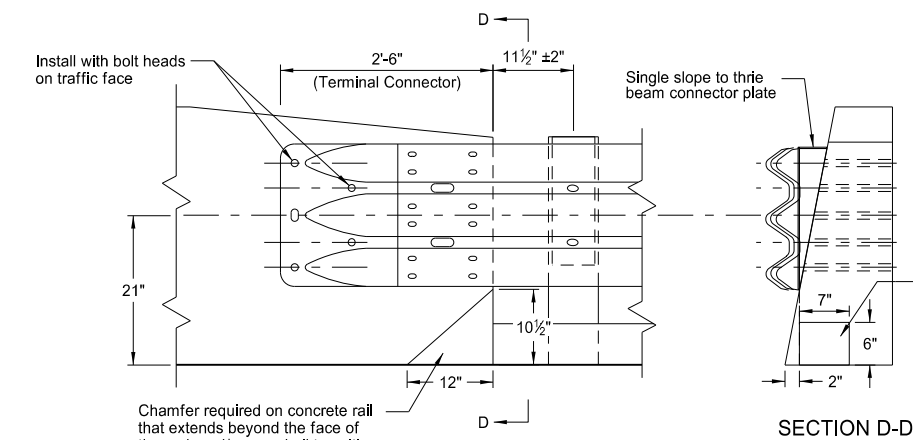 D
2'-6"
(Terminal Connector)
11½" ±2"
Install with bolt heads
on traffic face
Single slope to thrie
beam connector plate
21"
10½"
12"
7"
6"
2"
Chamfer required on concrete rail
that extends beyond the face of
D
SECTION D-D